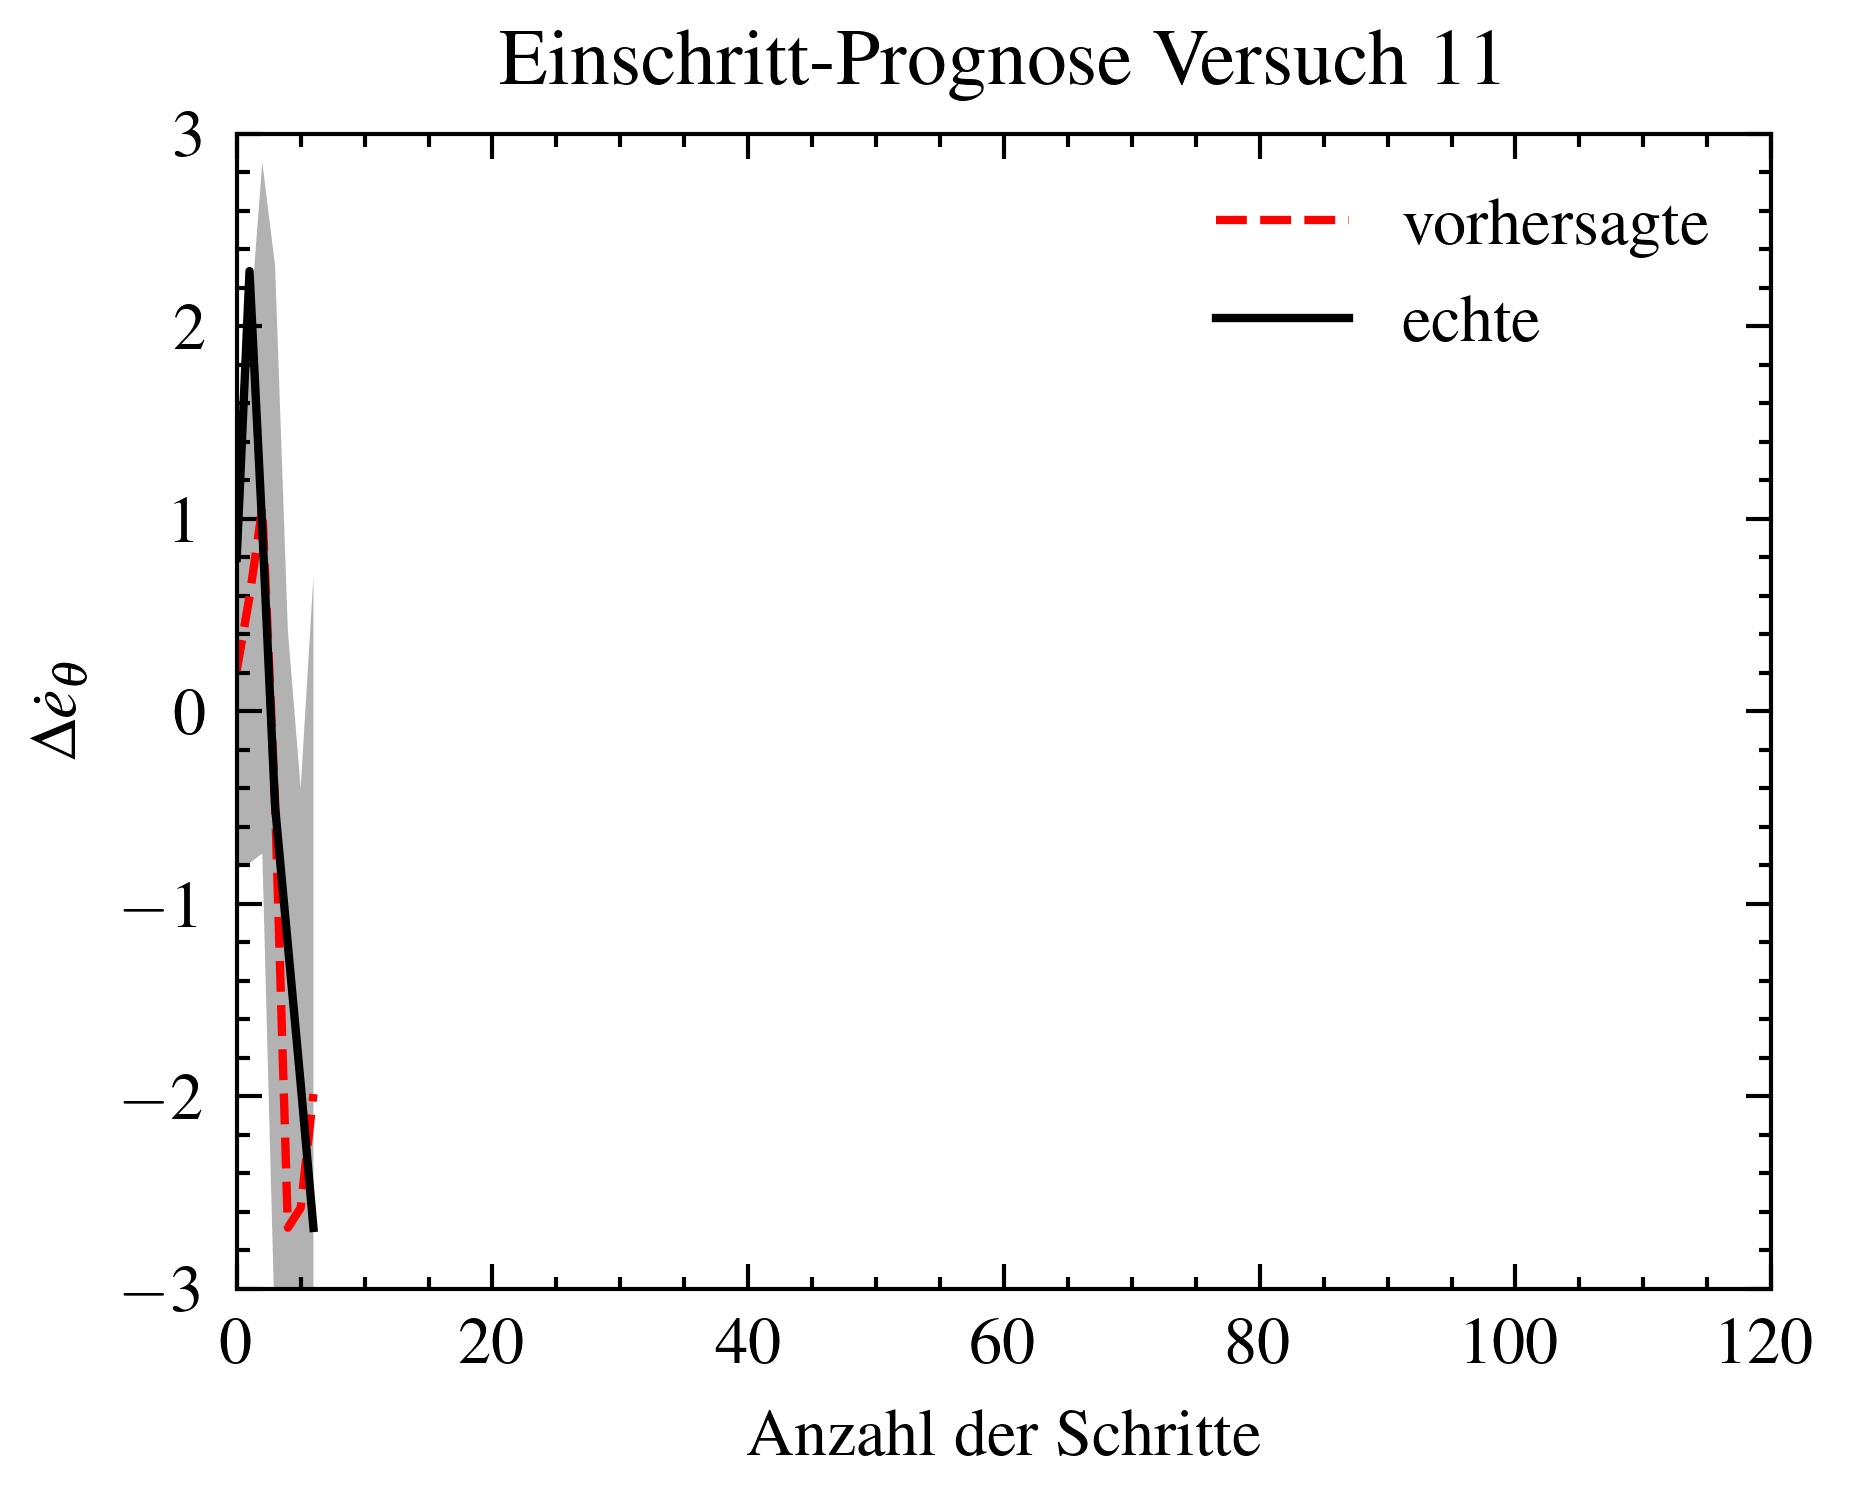 Einschritt-Prognose Versuch 11
3
2
1
0
−1
−2
−3
Δė_θ
vorhersagte
echte
0 20 40 60 80 100 120
Anzahl der Schritte